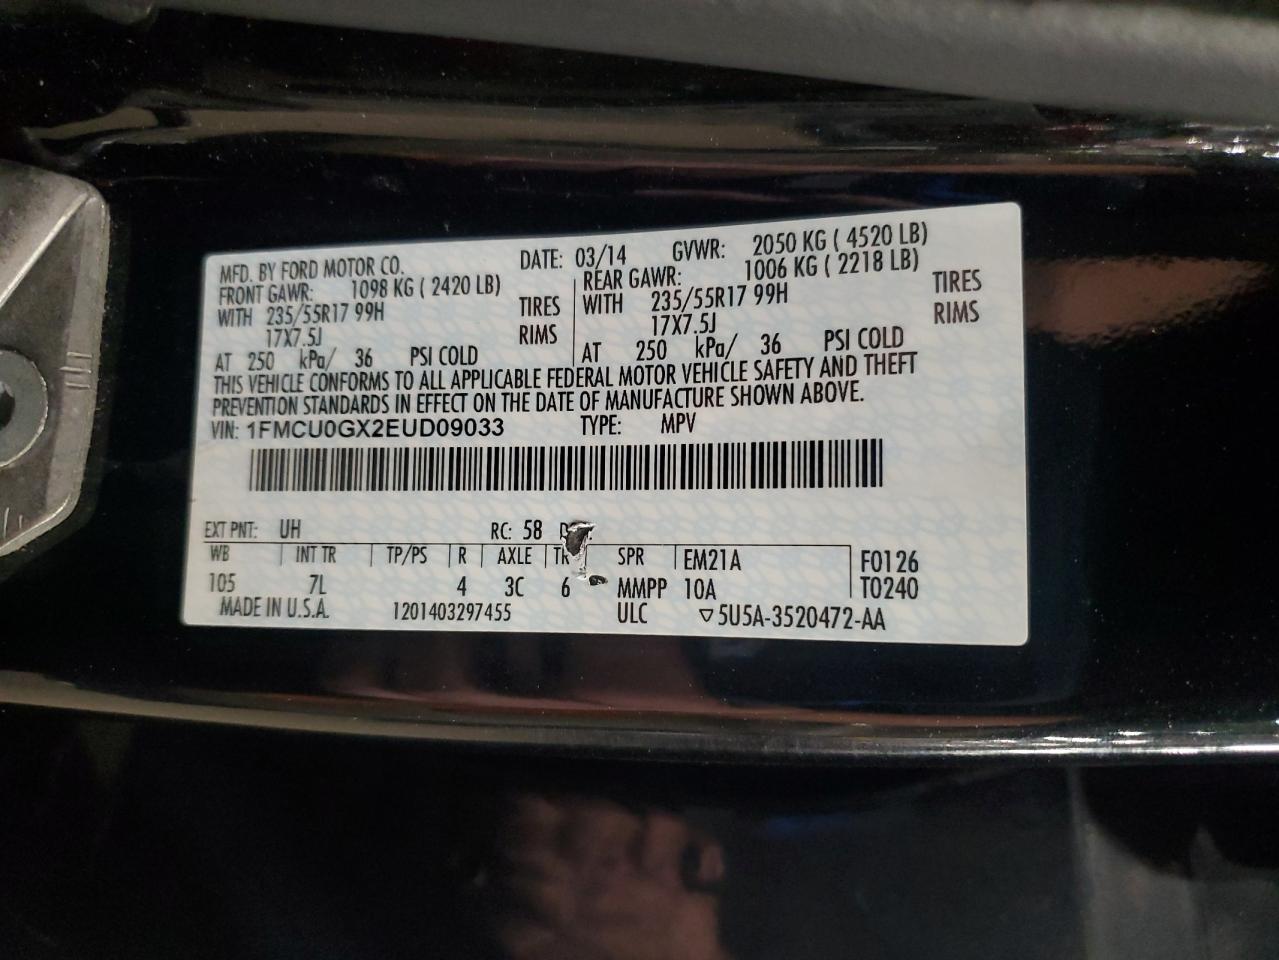 MFD. BY FORD MOTOR CO. DATE: 03/14 GVWR: 2050 KG ( 4520 LB)
FRONT GAWR: 1098 KG ( 2420 LB) REAR GAWR: 1006 KG ( 2218 LB)
WITH 235/55R17 99H TIRES WITH 235/55R17 99H TIRES
17X7.5J RIMS 17X7.5J RIMS
AT 250 kPa/ 36 PSI COLD AT 250 kPa/ 36 PSI COLD
THIS VEHICLE CONFORMS TO ALL APPLICABLE FEDERAL MOTOR VEHICLE SAFETY AND THEFT
PREVENTION STANDARDS IN EFFECT ON THE DATE OF MANUFACTURE SHOWN ABOVE.
VIN: 1FMCU0GX2EUD09033 TYPE: MPV
EXT PNT: UH RC: 58
WB INT TR TP/PS R AXLE TR SPR EM21A F0126
105 7L 4 3C 6 MMPP 10A T0240
MADE IN U.S.A. 1201403297455 ULC ▽5U5A-3520472-AA